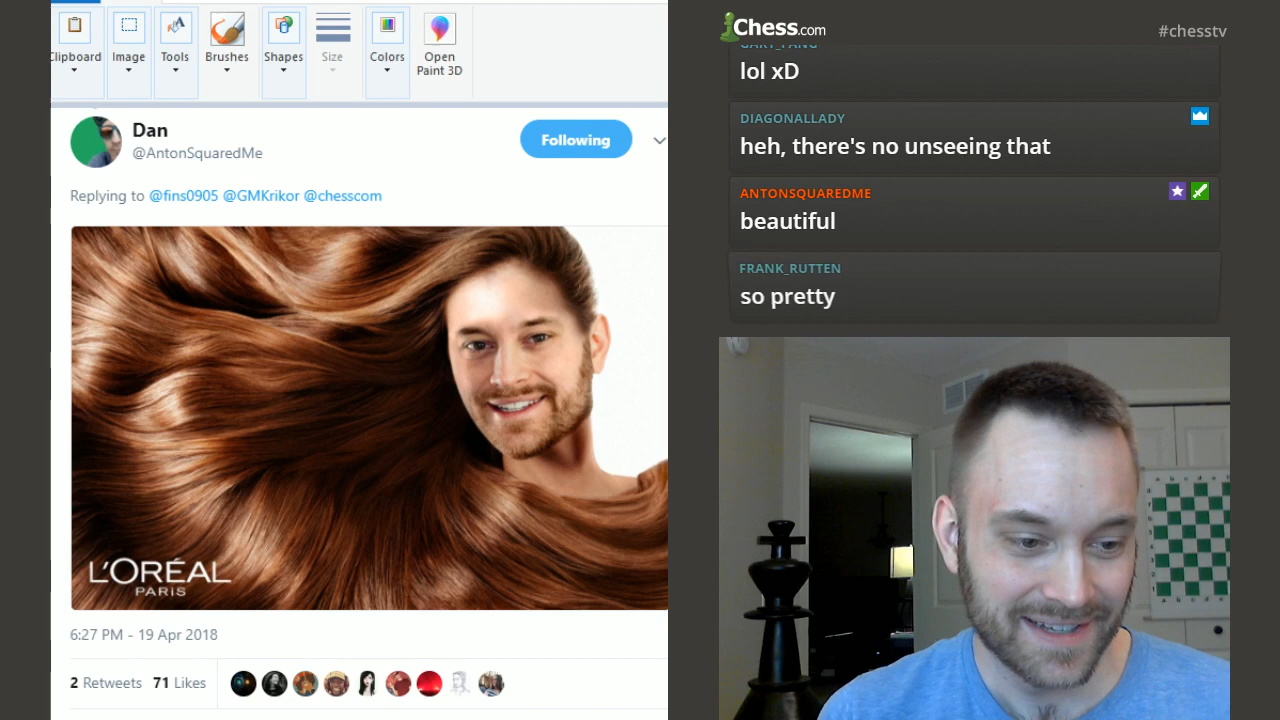 Clipboard
Image
Tools
Brushes
Shapes
Size
Colors
Open
Paint 3D
Dan
@AntonSquaredMe
Following
Replying to @fins0905 @GMKrikor @chesscom
L'ORÉAL
PARIS
6:27 PM - 19 Apr 2018
2 Retweets 71 Likes
Chess.com
#chesstv
lol xD
DIAGONALLADY
heh, there's no unseeing that
ANTONSQUAREDME
beautiful
FRANK_RUTTEN
so pretty